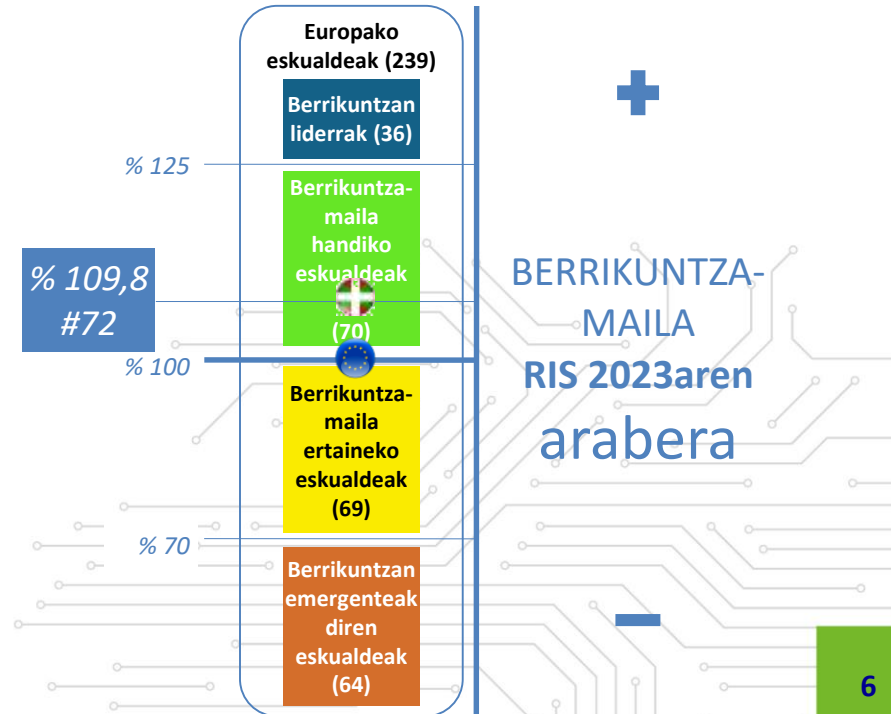 Europako
eskualdeak (239)
Berrikuntzan
liderrak (36)
% 125
Berrikuntza-
maila
handiko
eskualdeak
(70)
% 109,8
#72
% 100
Berrikuntza-
maila
ertaineko
eskualdeak
(69)
% 70
Berrikuntzan
emergenteak
diren
eskualdeak
(64)
BERRIKUNTZA-
MAILA
RIS 2023aren
arabera
6